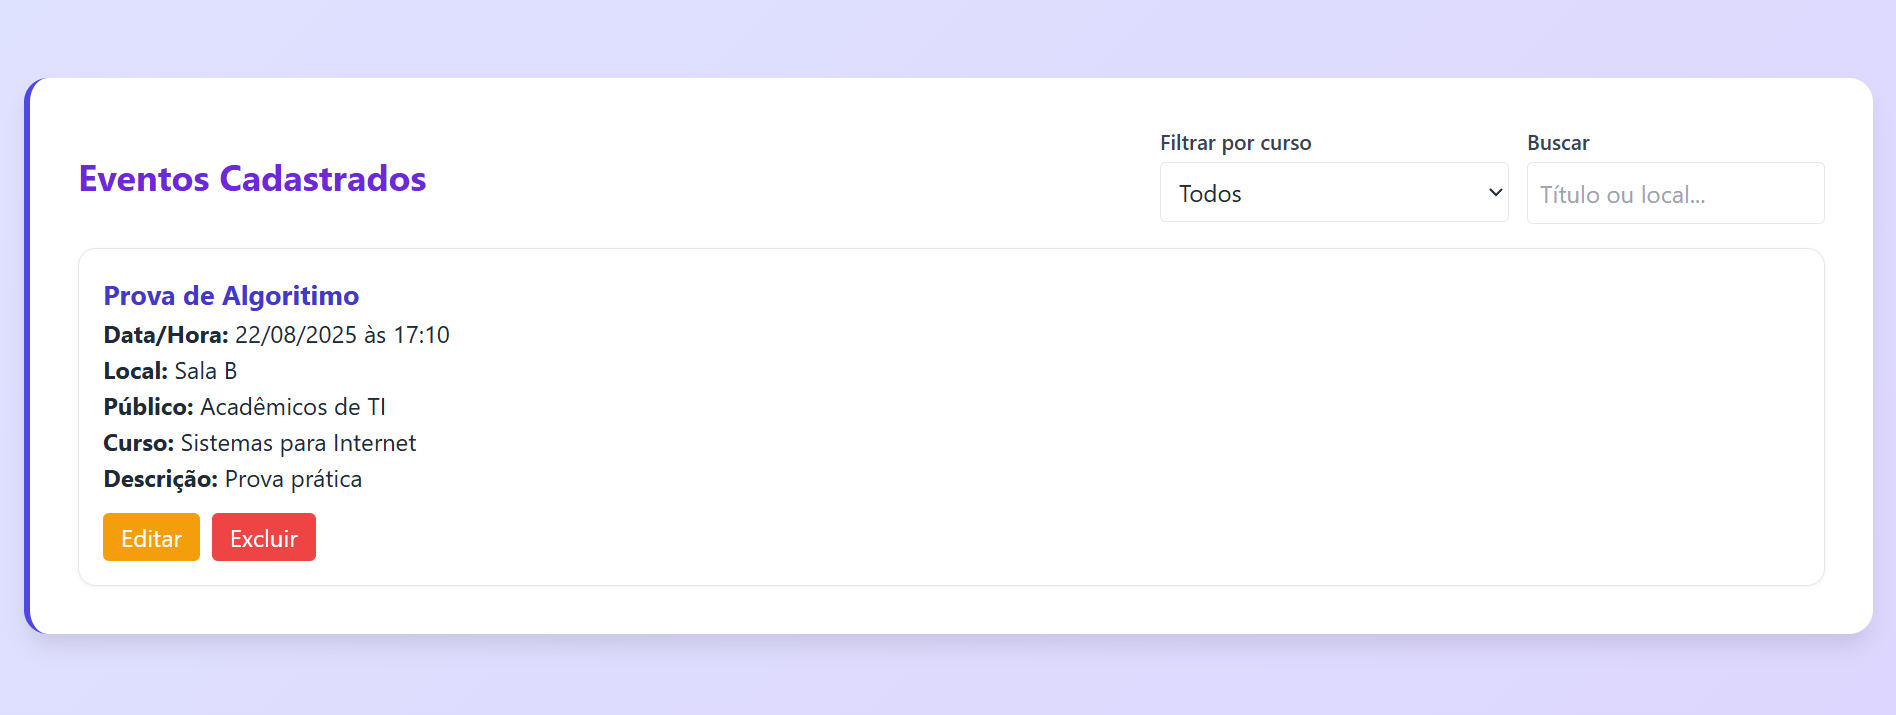 Eventos Cadastrados
Filtrar por curso
Todos
Buscar
Título ou local...
Prova de Algoritimo
Data/Hora: 22/08/2025 às 17:10
Local: Sala B
Público: Acadêmicos de TI
Curso: Sistemas para Internet
Descrição: Prova prática
Editar
Excluir